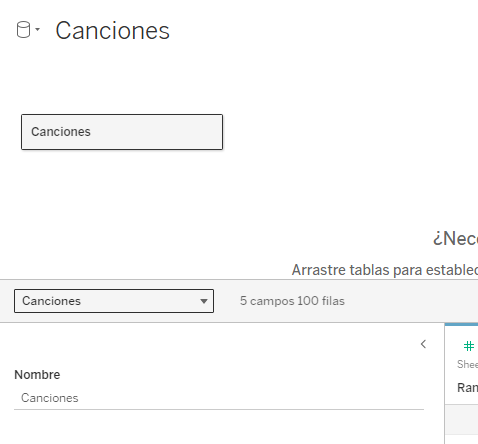 Canciones
Canciones
¿Nece
Arrastre tablas para establec
Canciones
5 campos 100 filas
#
Shee
Nombre
Ran
Canciones